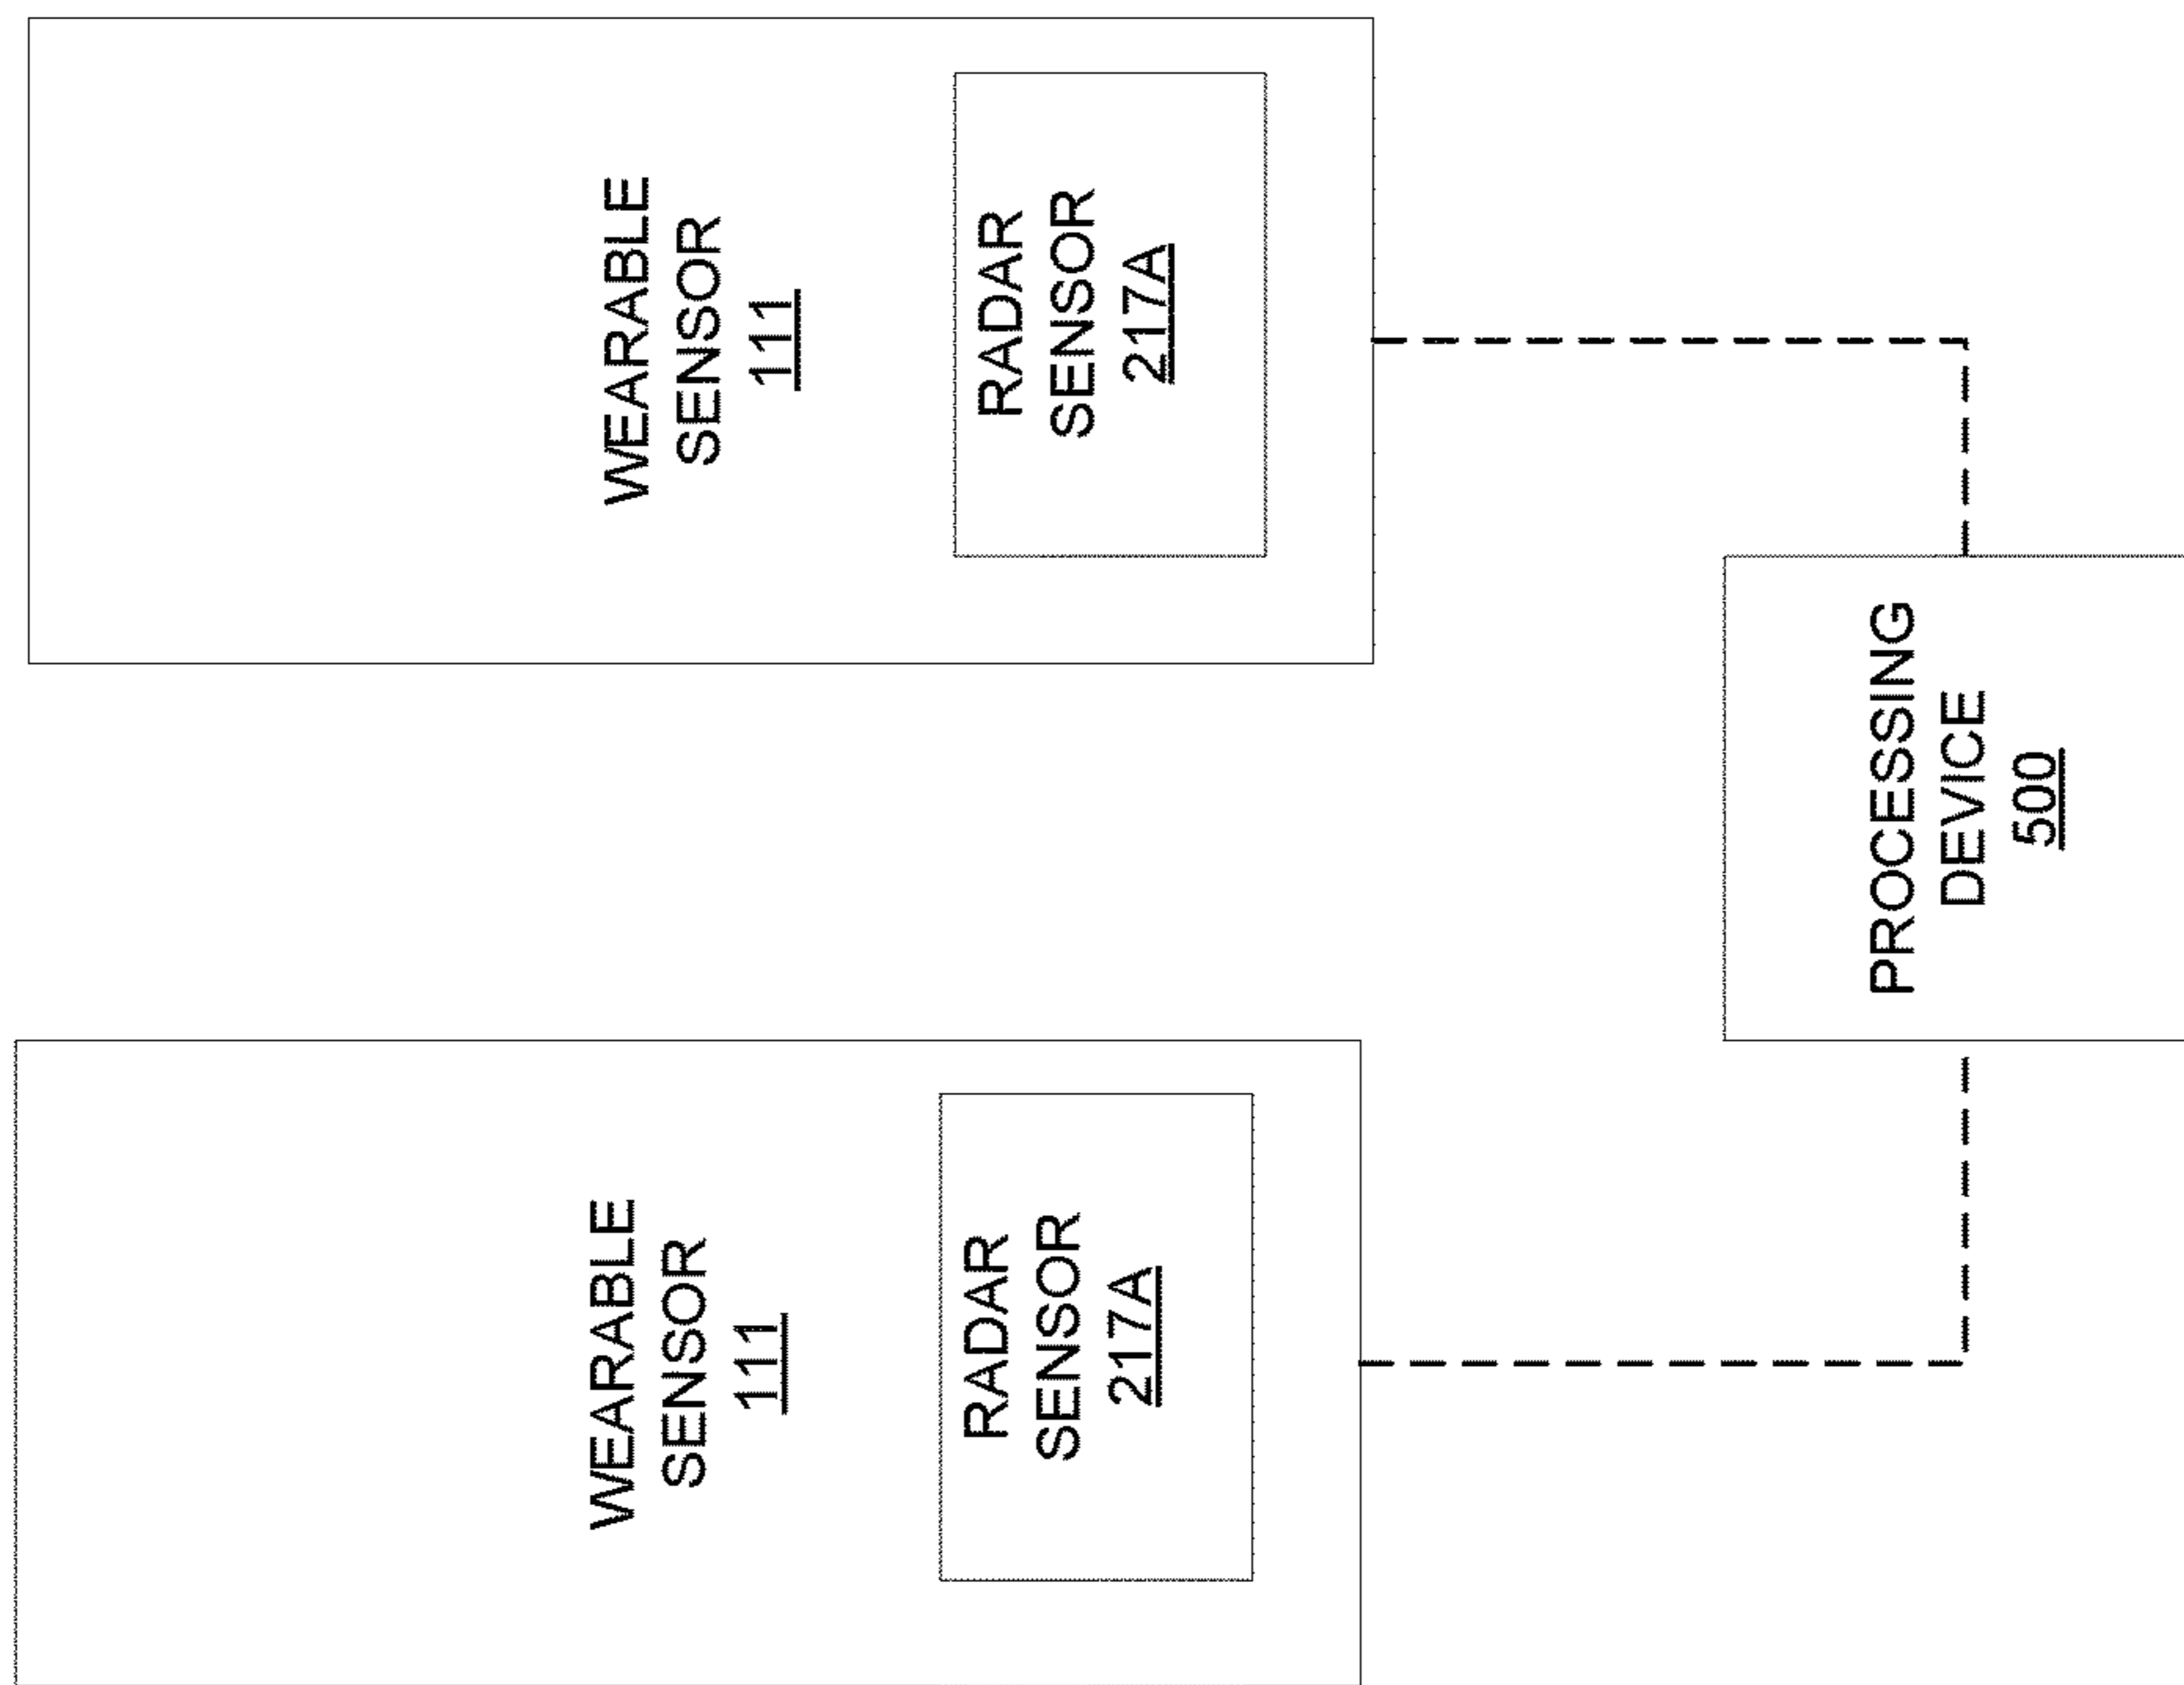 WEARABLE
SENSOR
111
RADAR
SENSOR
217A
WEARABLE
SENSOR
111
RADAR
SENSOR
217A
PROCESSING
DEVICE
500